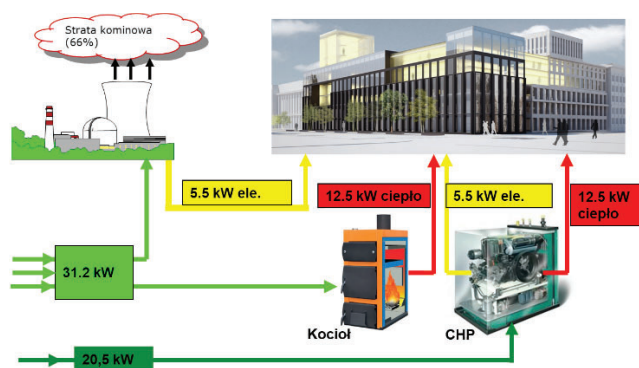 Strata kominowa
(66%)
5.5 kW ele.
12.5 kW ciepło
5.5 kW ele.
12.5 kW
ciepło
31.2 kW
Kocioł
CHP
20,5 kW